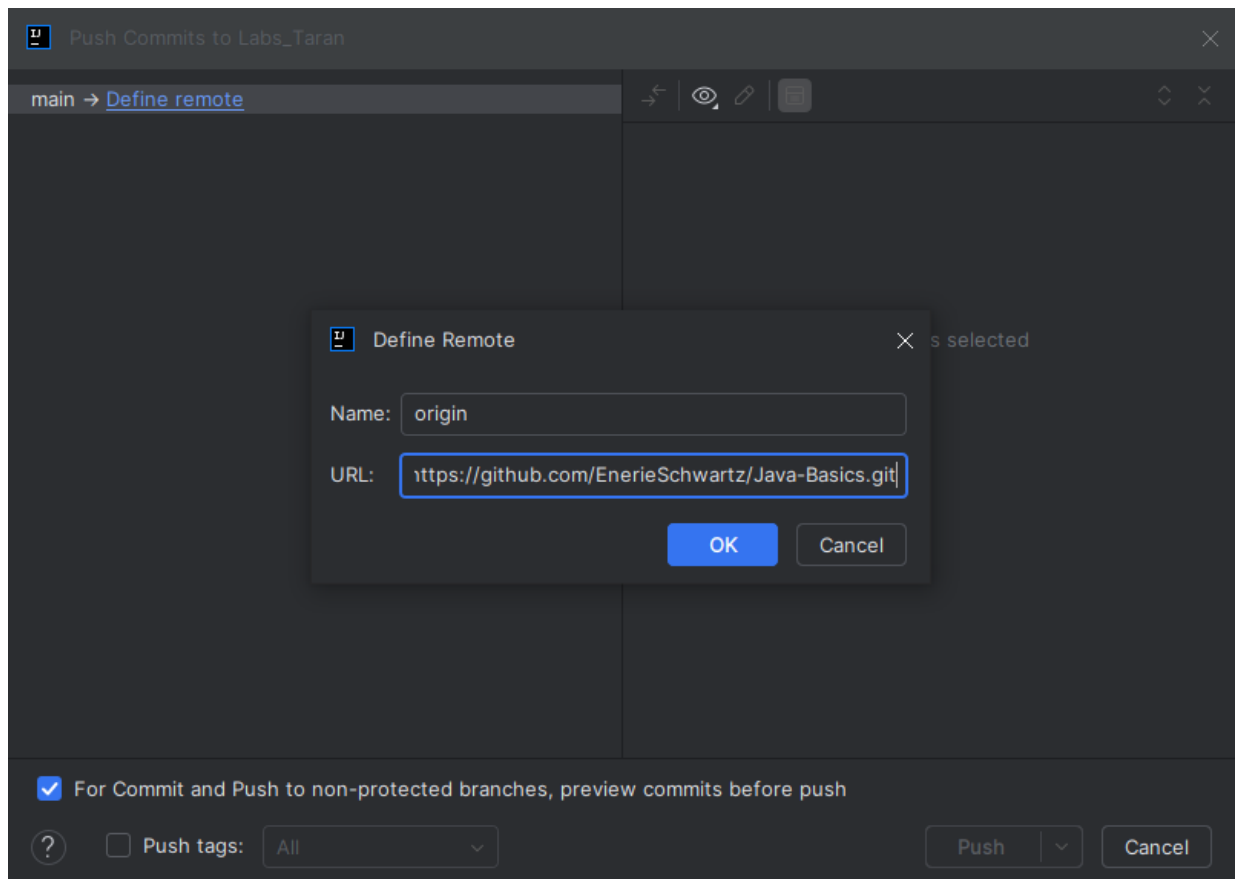 Push Commits to Labs_Taran
main → Define remote
s selected
Define Remote
Name: origin
URL: https://github.com/EnerieSchwartz/Java-Basics.git
OK Cancel
For Commit and Push to non-protected branches, preview commits before push
? Push tags: All Push Cancel